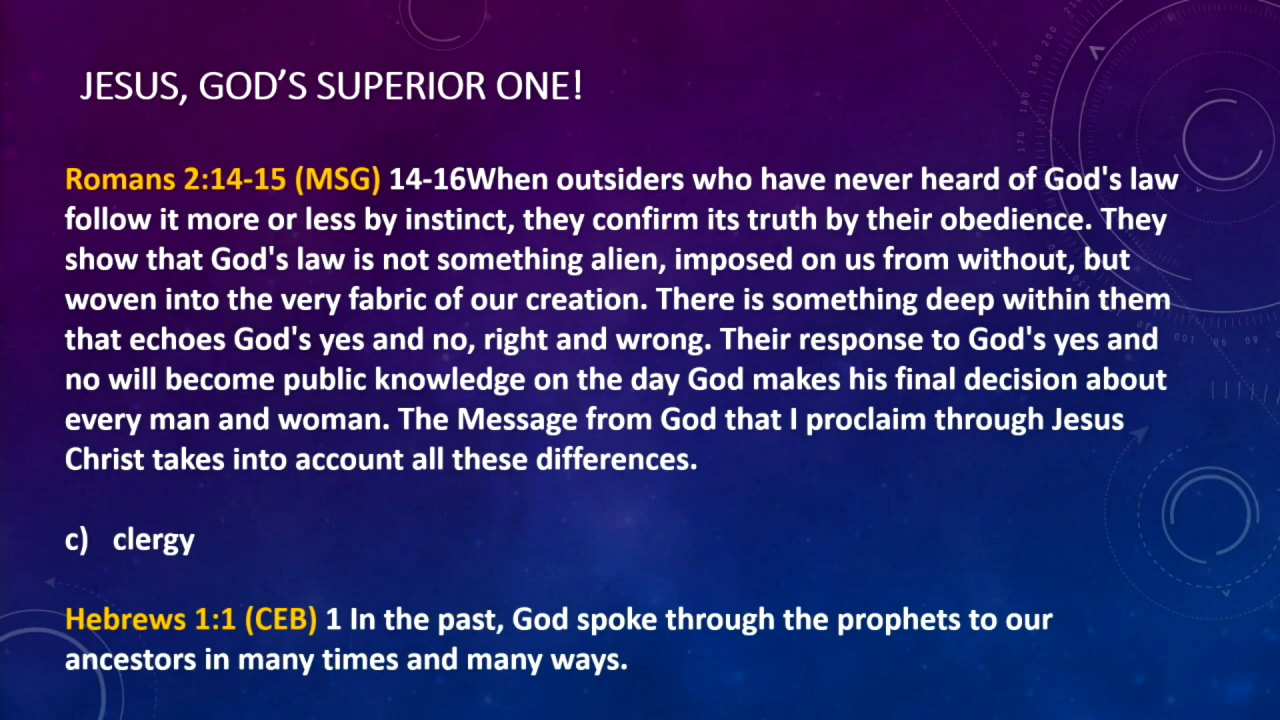 JESUS, GOD'S SUPERIOR ONE!
Romans 2:14-15 (MSG) 14-16When outsiders who have never heard of God's law
follow it more or less by instinct, they confirm its truth by their obedience. They
show that God's law is not something alien, imposed on us from without, but
woven into the very fabric of our creation. There is something deep within them
that echoes God's yes and no, right and wrong. Their response to God's yes and
no will become public knowledge on the day God makes his final decision about
every man and woman. The Message from God that I proclaim through Jesus
Christ takes into account all these differences.
c) clergy
Hebrews 1:1 (CEB) 1 In the past, God spoke through the prophets to our
ancestors in many times and many ways.